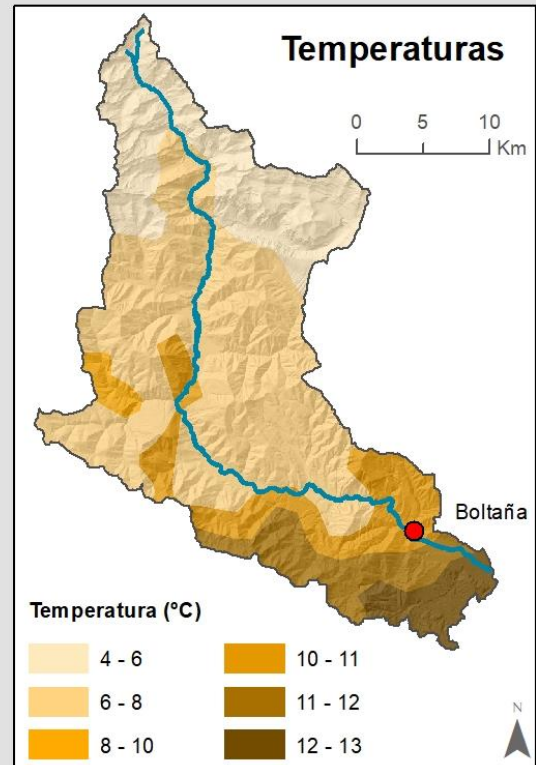 Temperaturas
0 5 10
Km
Boltaña
Temperatura (ºC)
4 - 6
6 - 8
8 - 10
10 - 11
11 - 12
12 - 13
N